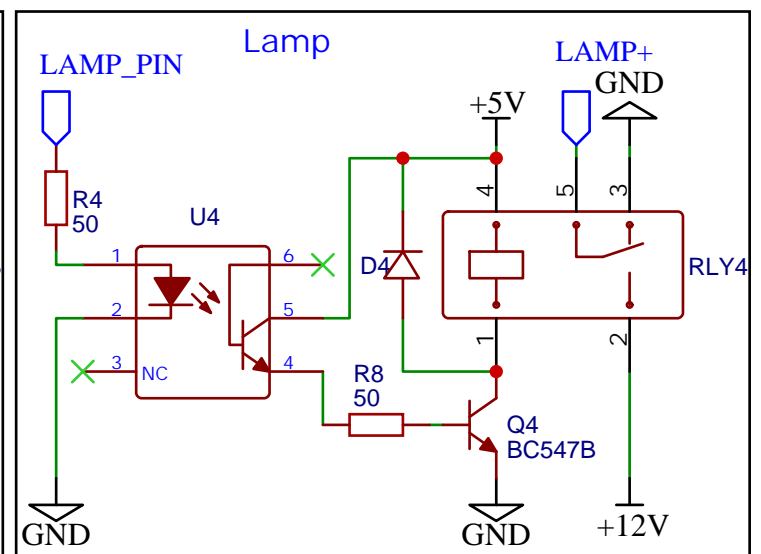 Lamp
LAMP_PIN
LAMP+
GND
+5V
R4
50
U4
1
2
3
NC
6
5
4
D4
4
5
3
RLY4
1
2
R8
50
Q4
BC547B
GND
GND
+12V